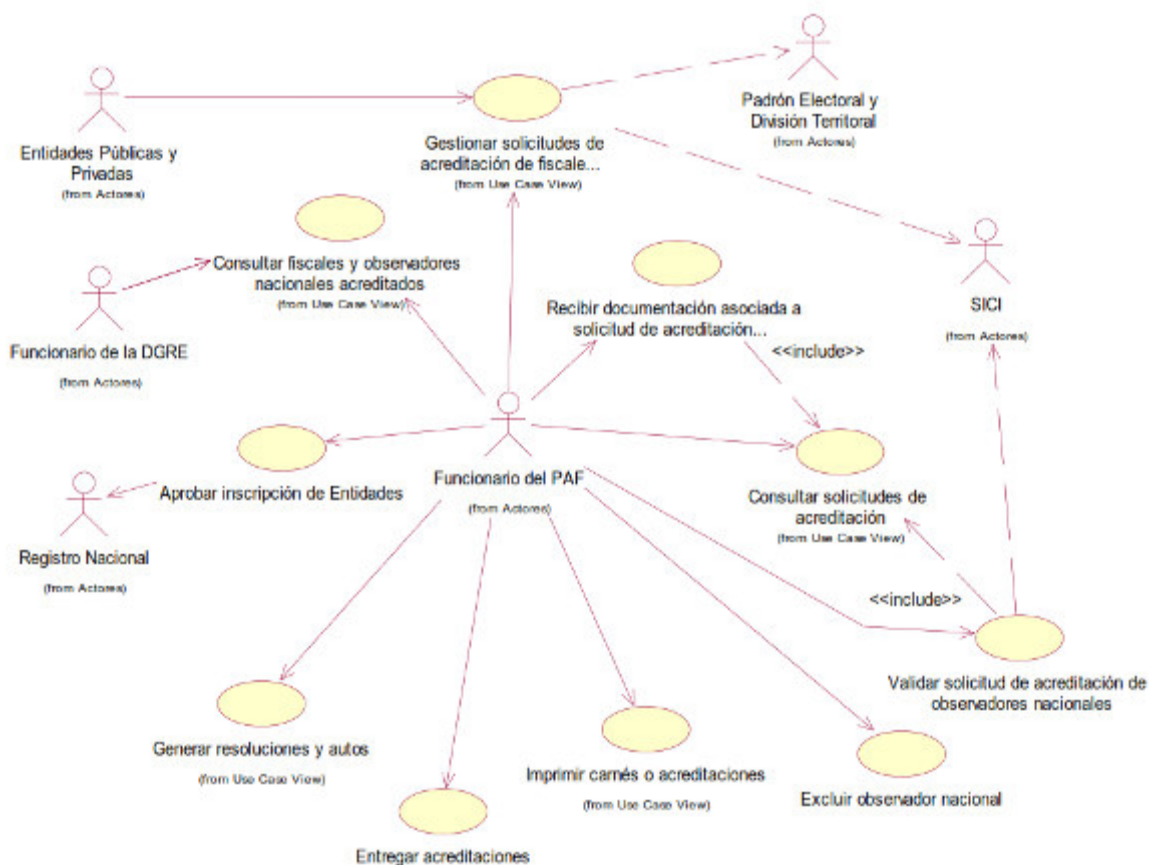 Padrón Electoral y
División Territoral
(from Actores)
Entidades Públicas y
Privadas
(from Actores)
Gestionar solicitudes de
acreditación de fiscale...
(from Use Case View)
Consultar fiscales y observadores
nacionales acreditados
(from Use Case View)
Recibir documentación asociada a
solicitud de acreditación...
SICI
(from Actores)
Funcionario de la DGRE
(from Actores)
<<include>>
Funcionario del PAF
(from Actores)
Aprobar inscripción de Entidades
Consultar solicitudes de
acreditación
(from Use Case View)
Registro Nacional
(from Actores)
<<include>>
Validar solicitud de acreditación de
observadores nacionales
Generar resoluciones y autos
(from Use Case View)
Imprimir carnés o acreditaciones
(from Use Case View)
Excluir observador nacional
Entregar acreditaciones